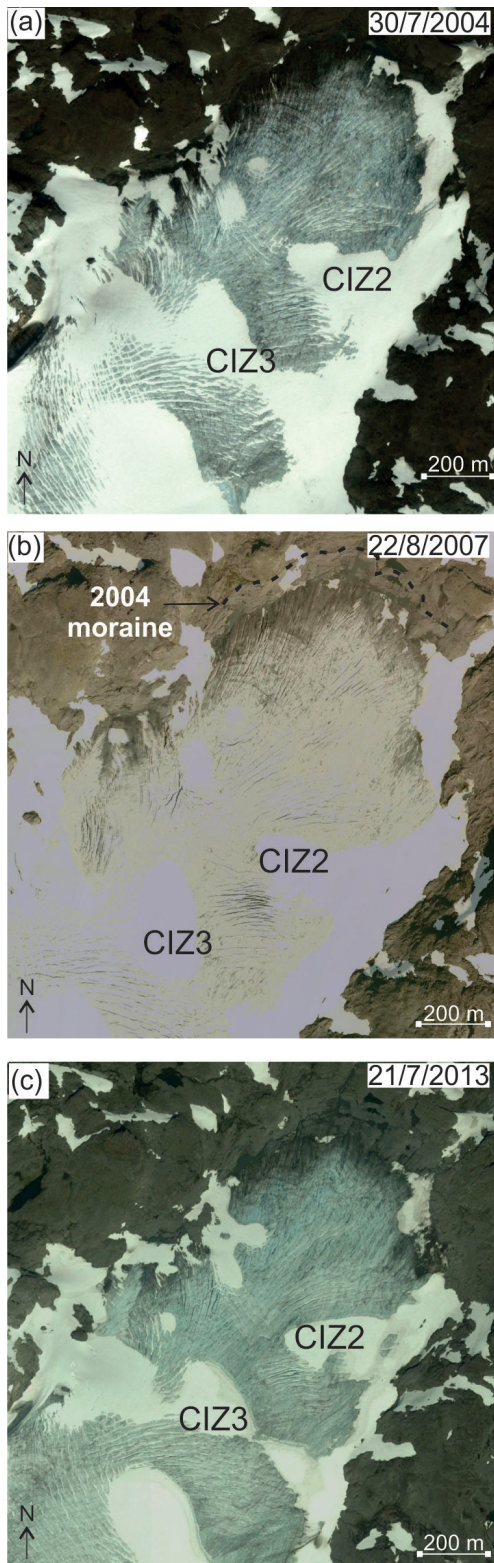 (a)
30/7/2004
CIZ2
CIZ3
N
200 m
(b)
22/8/2007
2004
moraine
CIZ2
CIZ3
N
200 m
(c)
21/7/2013
CIZ2
CIZ3
N
200 m